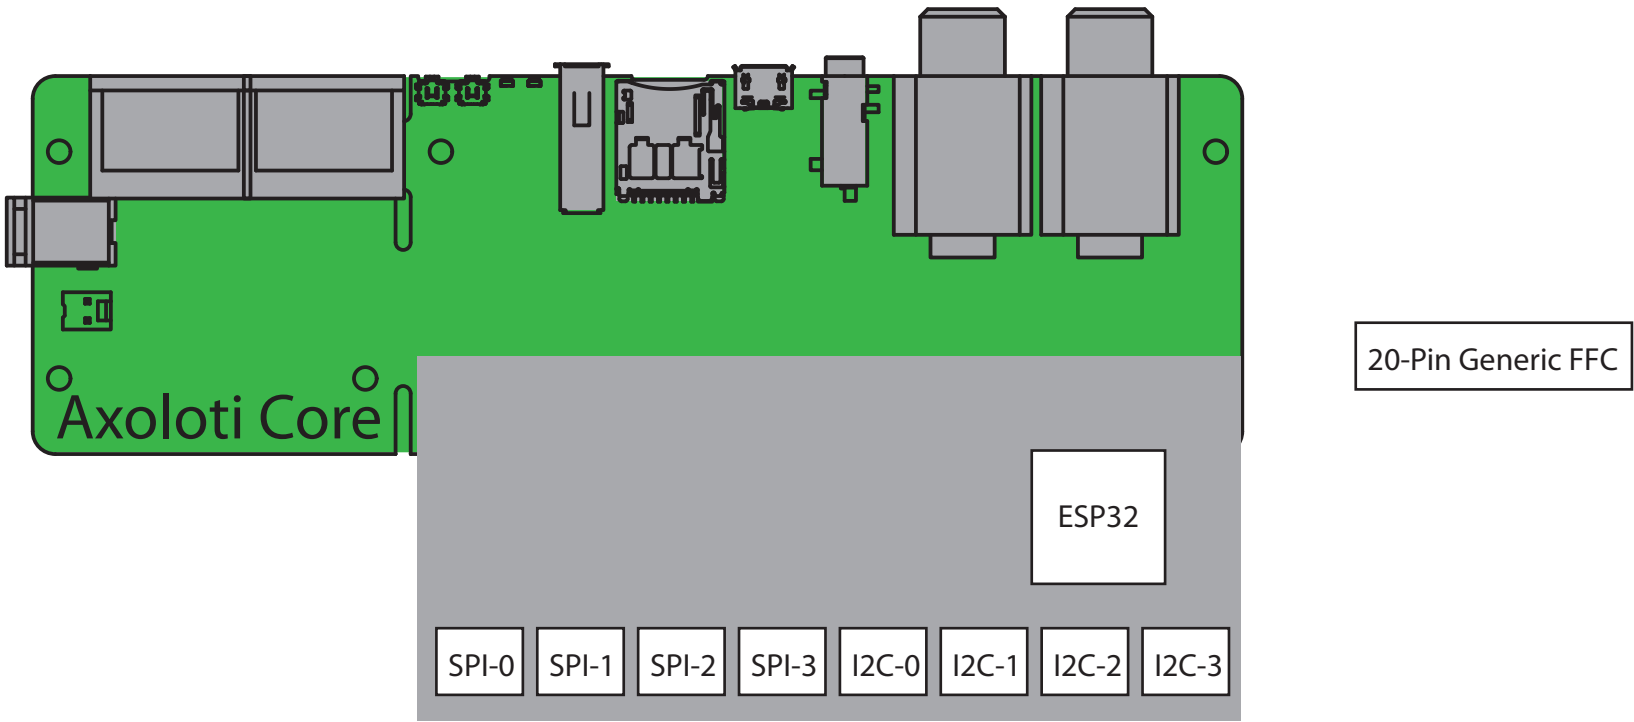 20-Pin Generic FFC
Axoloti Core
ESP32
SPI-0
SPI-1
SPI-2
SPI-3
I2C-0
I2C-1
I2C-2
I2C-3